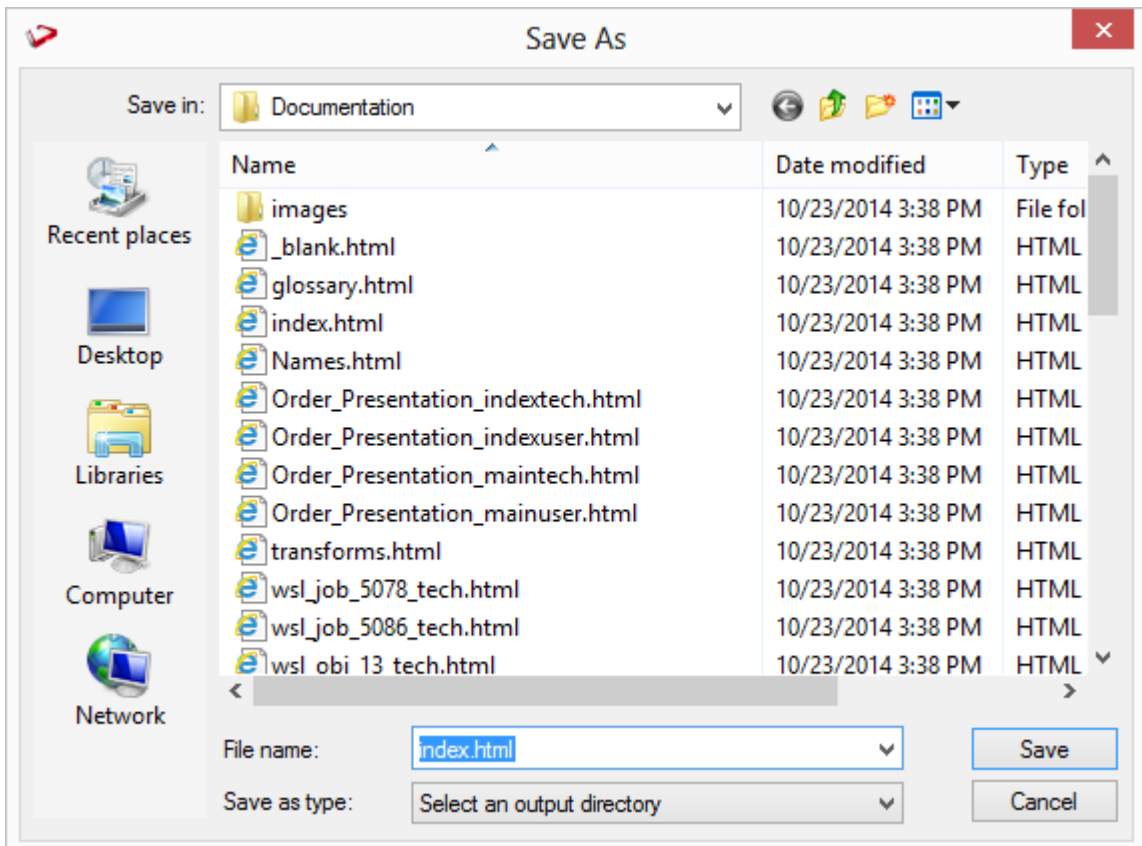 Save As
Save in: Documentation
Name Date modified Type
Recent places
Desktop
Libraries
Computer
Network
images 10/23/2014 3:38 PM File fol
_blank.html 10/23/2014 3:38 PM HTML
glossary.html 10/23/2014 3:38 PM HTML
index.html 10/23/2014 3:38 PM HTML
Names.html 10/23/2014 3:38 PM HTML
Order_Presentation_indextech.html 10/23/2014 3:38 PM HTML
Order_Presentation_indexuser.html 10/23/2014 3:38 PM HTML
Order_Presentation_maintech.html 10/23/2014 3:38 PM HTML
Order_Presentation_mainuser.html 10/23/2014 3:38 PM HTML
transforms.html 10/23/2014 3:38 PM HTML
wsl_job_5078_tech.html 10/23/2014 3:38 PM HTML
wsl_job_5086_tech.html 10/23/2014 3:38 PM HTML
wsl_obj_13_tech.html 10/23/2014 3:38 PM HTML
File name: index.html Save
Save as type: Select an output directory Cancel